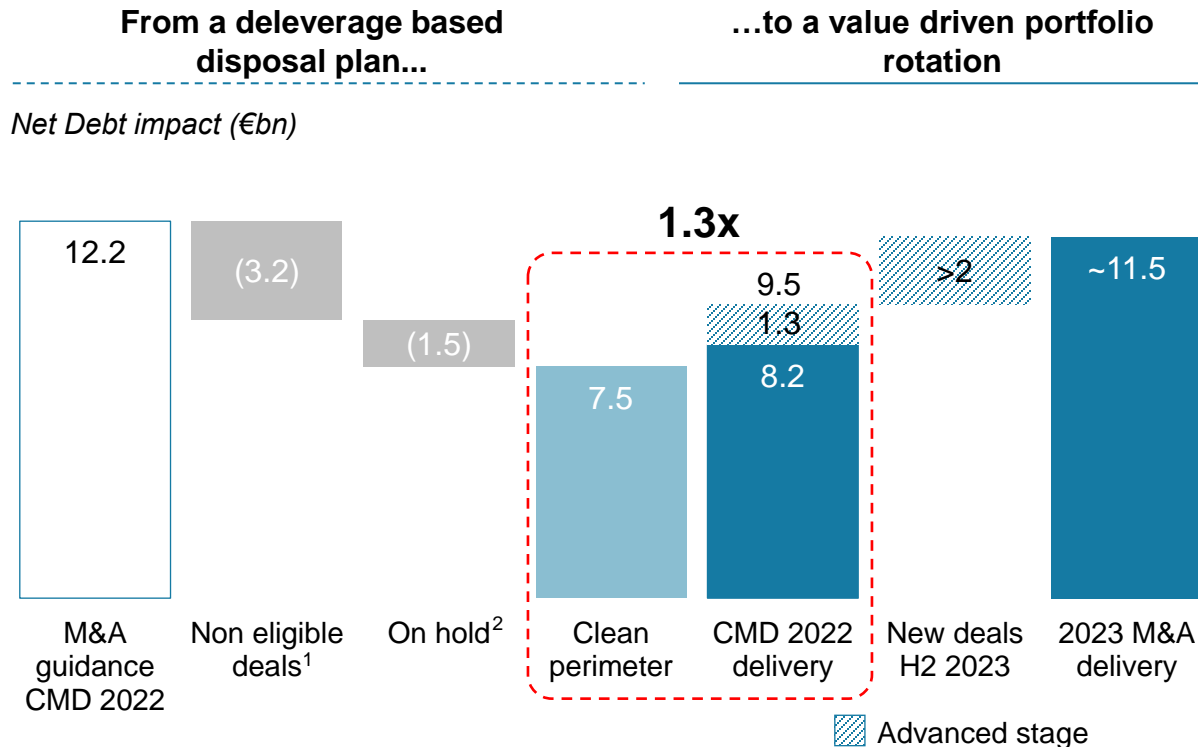 From a deleverage based
disposal plan...
…to a value driven portfolio
rotation
Net Debt impact (€bn)
1.3x
12.2
(3.2)
(1.5)
7.5
9.5
1.3
8.2
>2
~11.5
M&A
guidance
CMD 2022
Non eligible
deals¹
On hold²
Clean
perimeter
CMD 2022
delivery
New deals
H2 2023
2023 M&A
delivery
Advanced stage